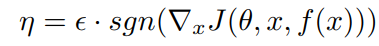 η = ϵ · sgn(∇ₓJ(θ, x, f(x)))